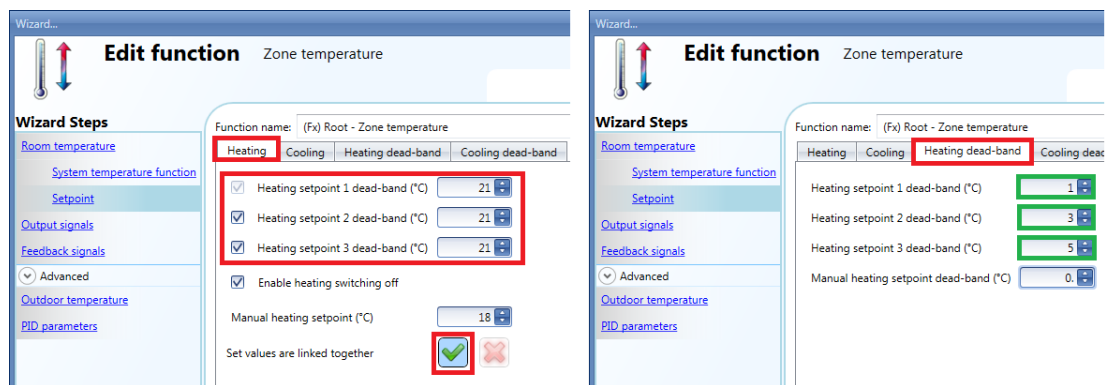 Wizard...
Edit function Zone temperature
Wizard Steps
Room temperature
System temperature function
Setpoint
Output signals
Feedback signals
Advanced
Outdoor temperature
PID parameters
Function name: (Fx) Root - Zone temperature
Heating Cooling Heating dead-band Cooling dead-band
Heating setpoint 1 dead-band (°C) 21
Heating setpoint 2 dead-band (°C) 21
Heating setpoint 3 dead-band (°C) 21
Enable heating switching off
Manual heating setpoint (°C) 18
Set values are linked together
Wizard...
Edit function Zone temperature
Wizard Steps
Room temperature
System temperature function
Setpoint
Output signals
Feedback signals
Advanced
Outdoor temperature
PID parameters
Function name: (Fx) Root - Zone temperature
Heating Cooling Heating dead-band Cooling dead
Heating setpoint 1 dead-band (°C) 1
Heating setpoint 2 dead-band (°C) 3
Heating setpoint 3 dead-band (°C) 5
Manual heating setpoint dead-band (°C) 0.